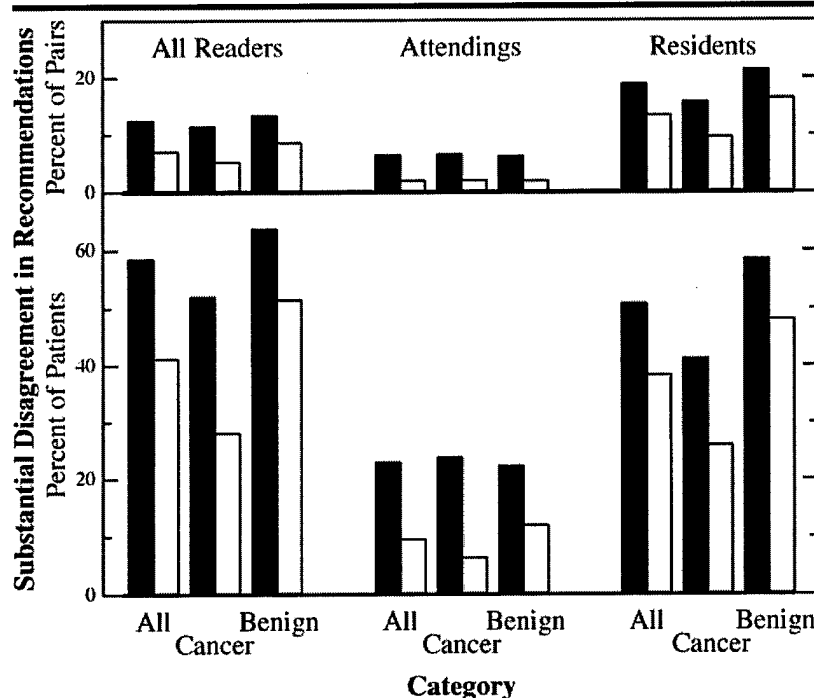 All Readers Attendings Residents
Substantial Disagreement in Recommendations
Percent of Pairs
20
0
Percent of Patients
60
40
20
0
All Benign All Benign All Benign
Cancer Cancer Cancer
Category